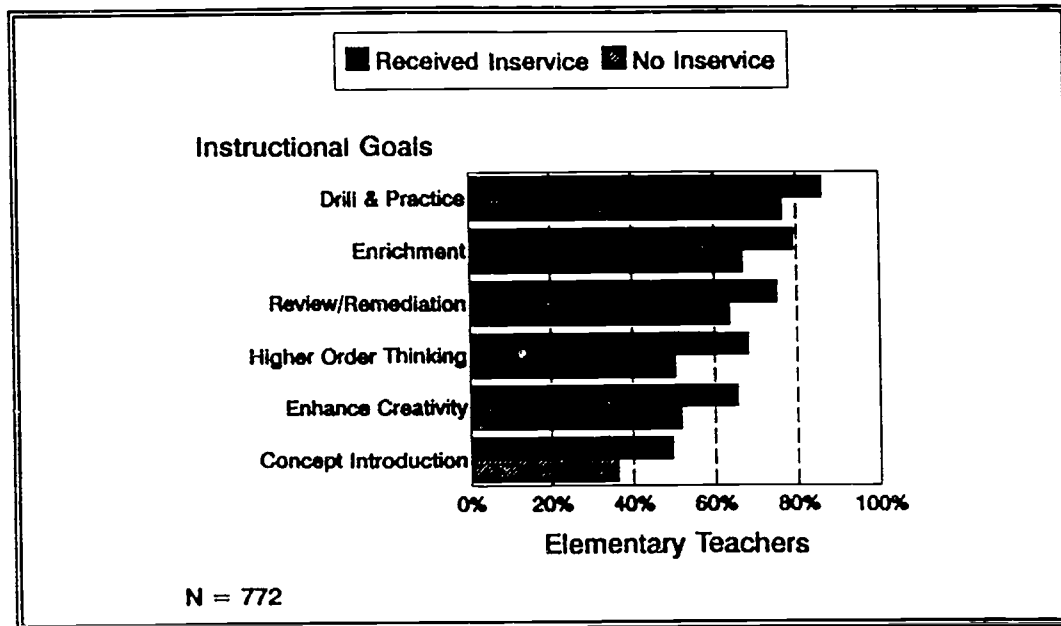 Received Inservice No Inservice
Instructional Goals
Drill & Practice
Enrichment
Review/Remediation
Higher Order Thinking
Enhance Creativity
Concept Introduction
0% 20% 40% 60% 80% 100%
Elementary Teachers
N = 772